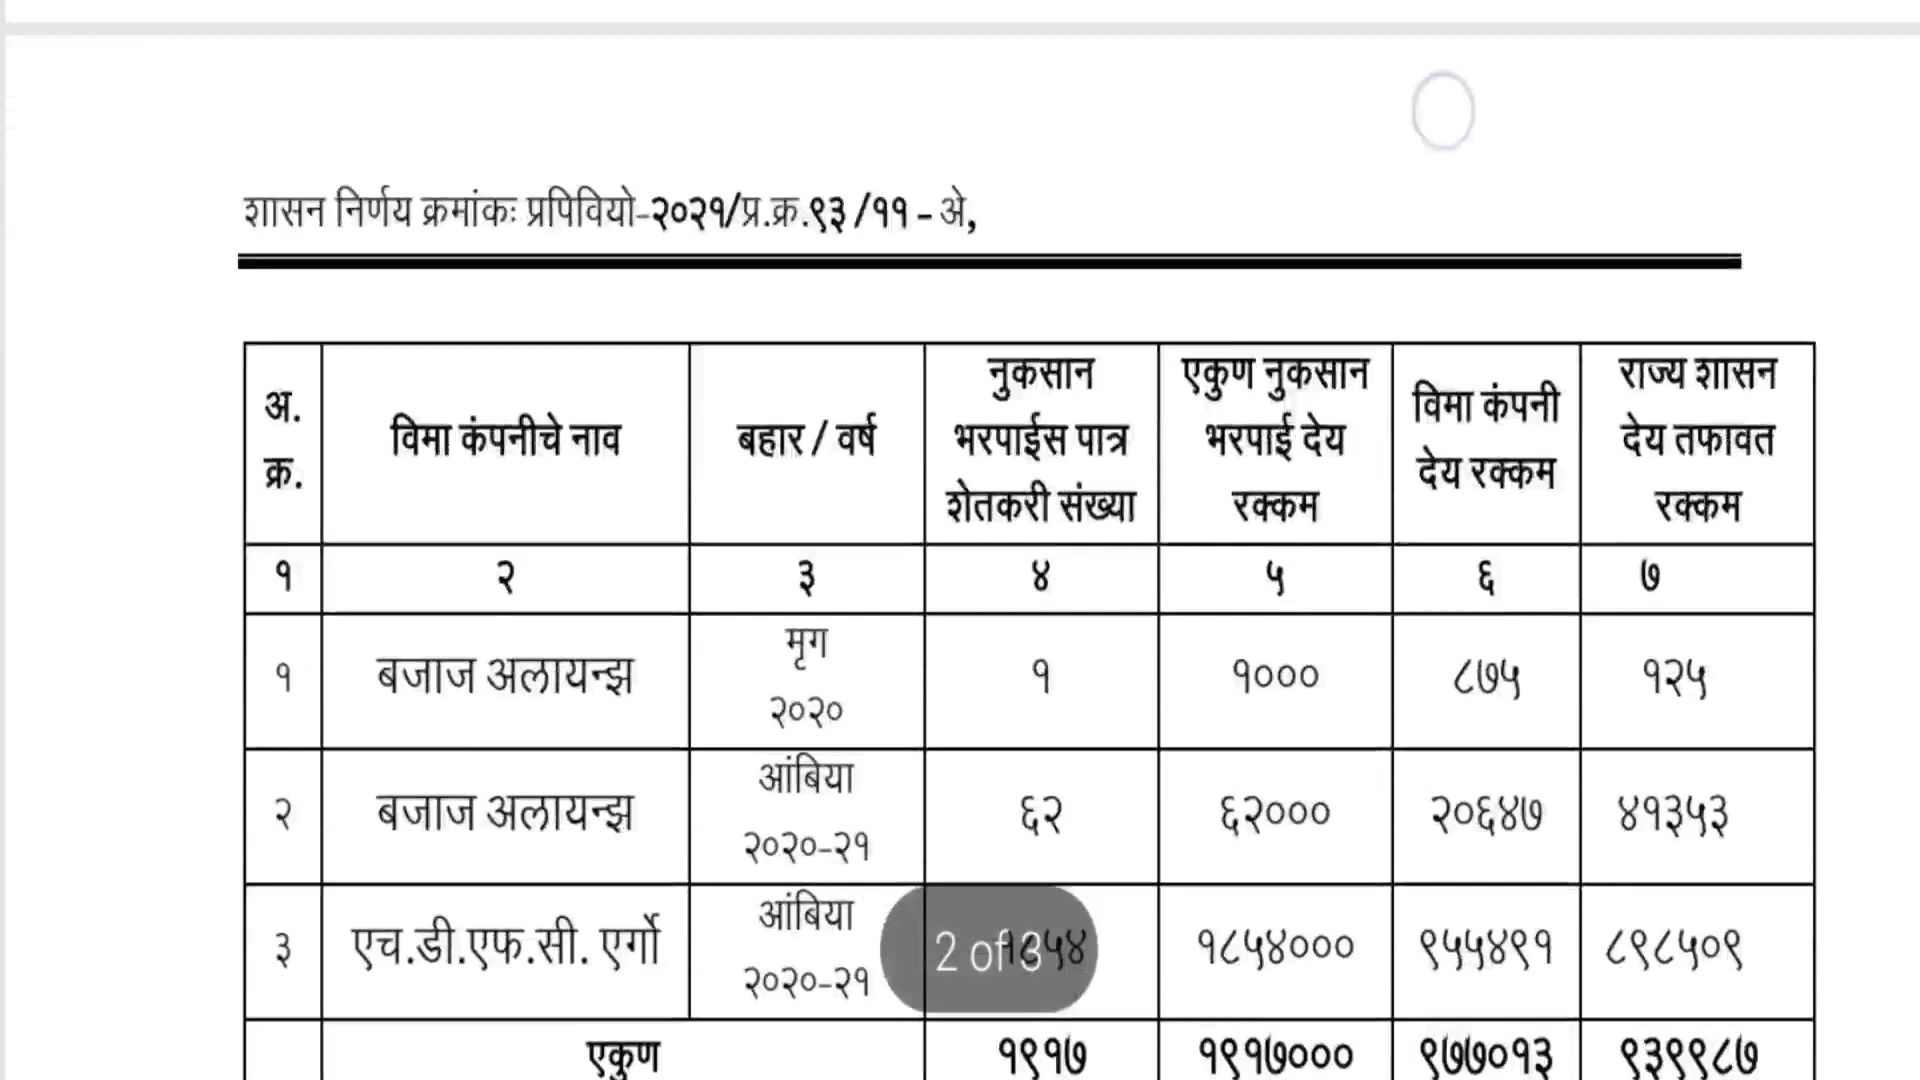 शासन निर्णय क्रमांकः प्रपिवियो-२०२१/प्र.क्र.९३ /११ - अे,
अ. क्र. विमा कंपनीचे नाव बहार / वर्ष नुकसान भरपाईस पात्र शेतकरी संख्या एकुण नुकसान भरपाई देय रक्कम विमा कंपनी देय रक्कम राज्य शासन देय तफावत रक्कम
१ २ ३ ४ ५ ६ ७
१ बजाज अलायन्झ मृग २०२० १ १००० ८७५ १२५
२ बजाज अलायन्झ आंबिया २०२०-२१ ६२ ६२००० २०६४७ ४१३५३
३ एच.डी.एफ.सी. एर्गो आंबिया २०२०-२१ १८५४ १८५४००० ९५५४९१ ८९८५०९
2 of 3
एकुण १९१७ १९१७००० ९७७०१३ ९३९९८७